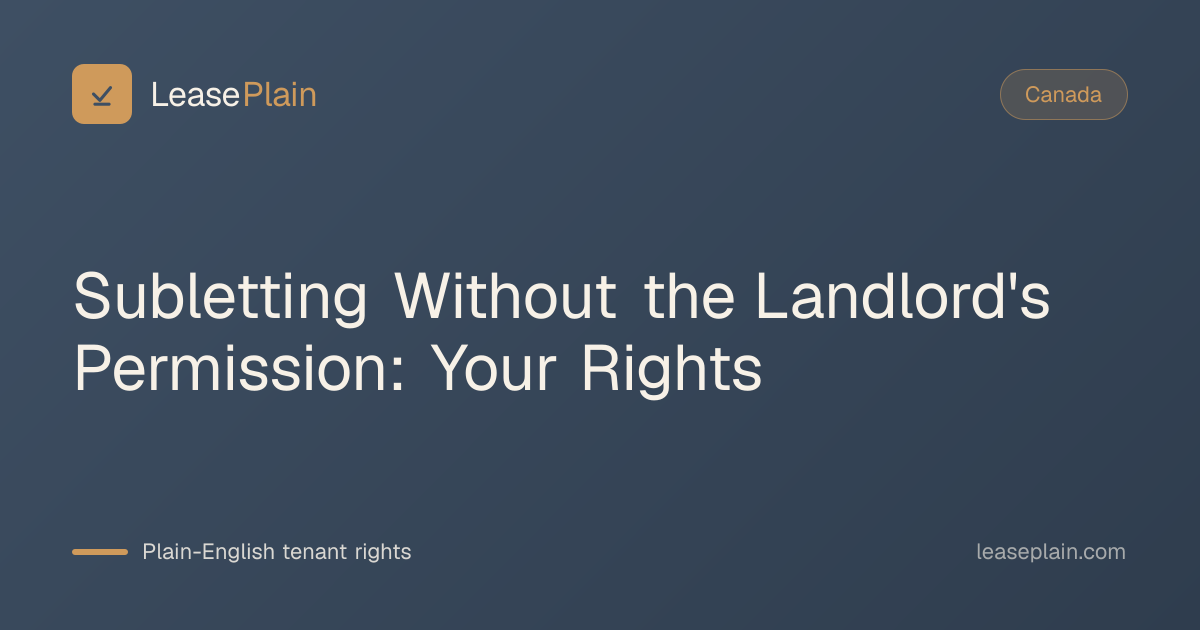 LeasePlain
Canada
Subletting Without the Landlord's
Permission: Your Rights
Plain-English tenant rights
leaseplain.com